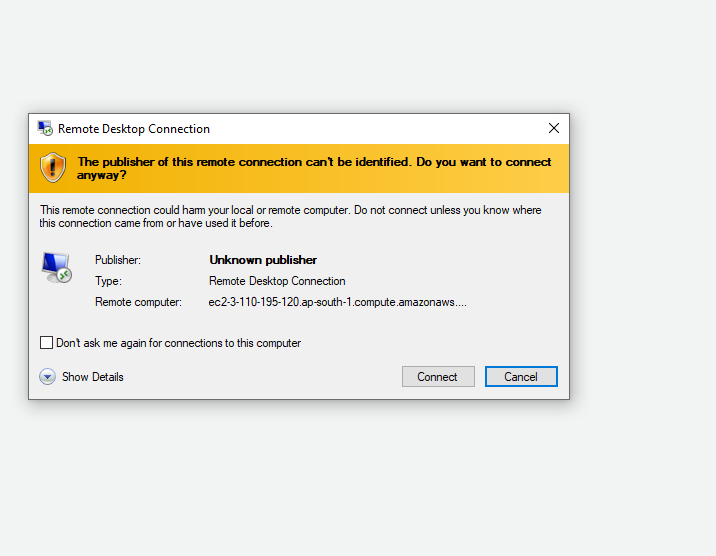 Remote Desktop Connection
The publisher of this remote connection can't be identified. Do you want to connect
anyway?
This remote connection could harm your local or remote computer. Do not connect unless you know where
this connection came from or have used it before.
Publisher: Unknown publisher
Type: Remote Desktop Connection
Remote computer: ec2-3-110-195-120.ap-south-1.compute.amazonaws....
Don't ask me again for connections to this computer
Show Details Connect Cancel